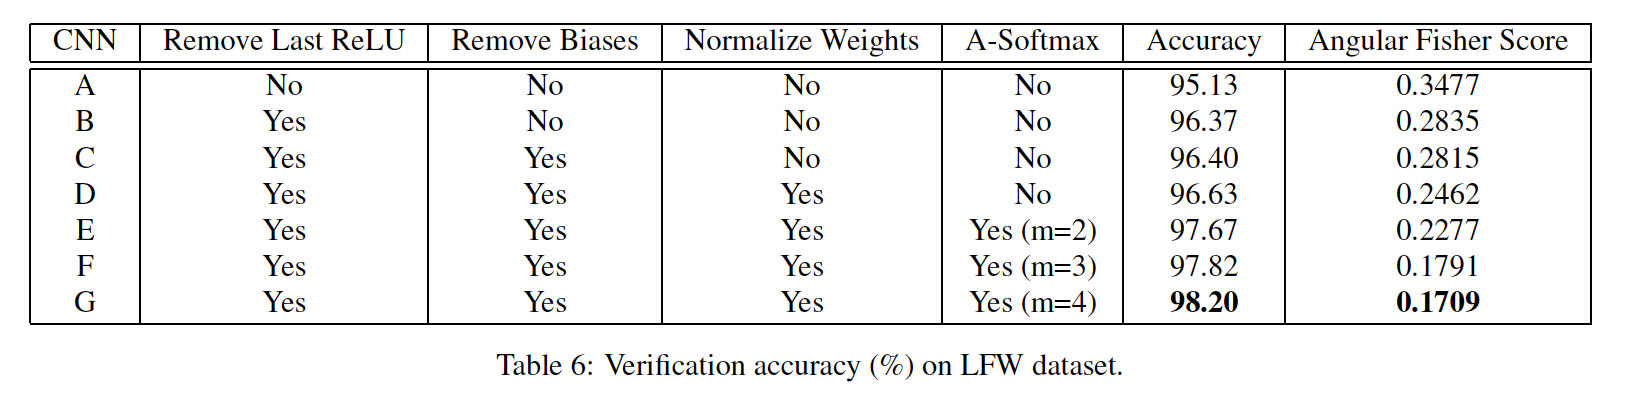 CNN Remove Last ReLU Remove Biases Normalize Weights A-Softmax Accuracy Angular Fisher Score
A No No No No 95.13 0.3477
B Yes No No No 96.37 0.2835
C Yes Yes No No 96.40 0.2815
D Yes Yes Yes No 96.63 0.2462
E Yes Yes Yes Yes (m=2) 97.67 0.2277
F Yes Yes Yes Yes (m=3) 97.82 0.1791
G Yes Yes Yes Yes (m=4) 98.20 0.1709
Table 6: Verification accuracy (%) on LFW dataset.